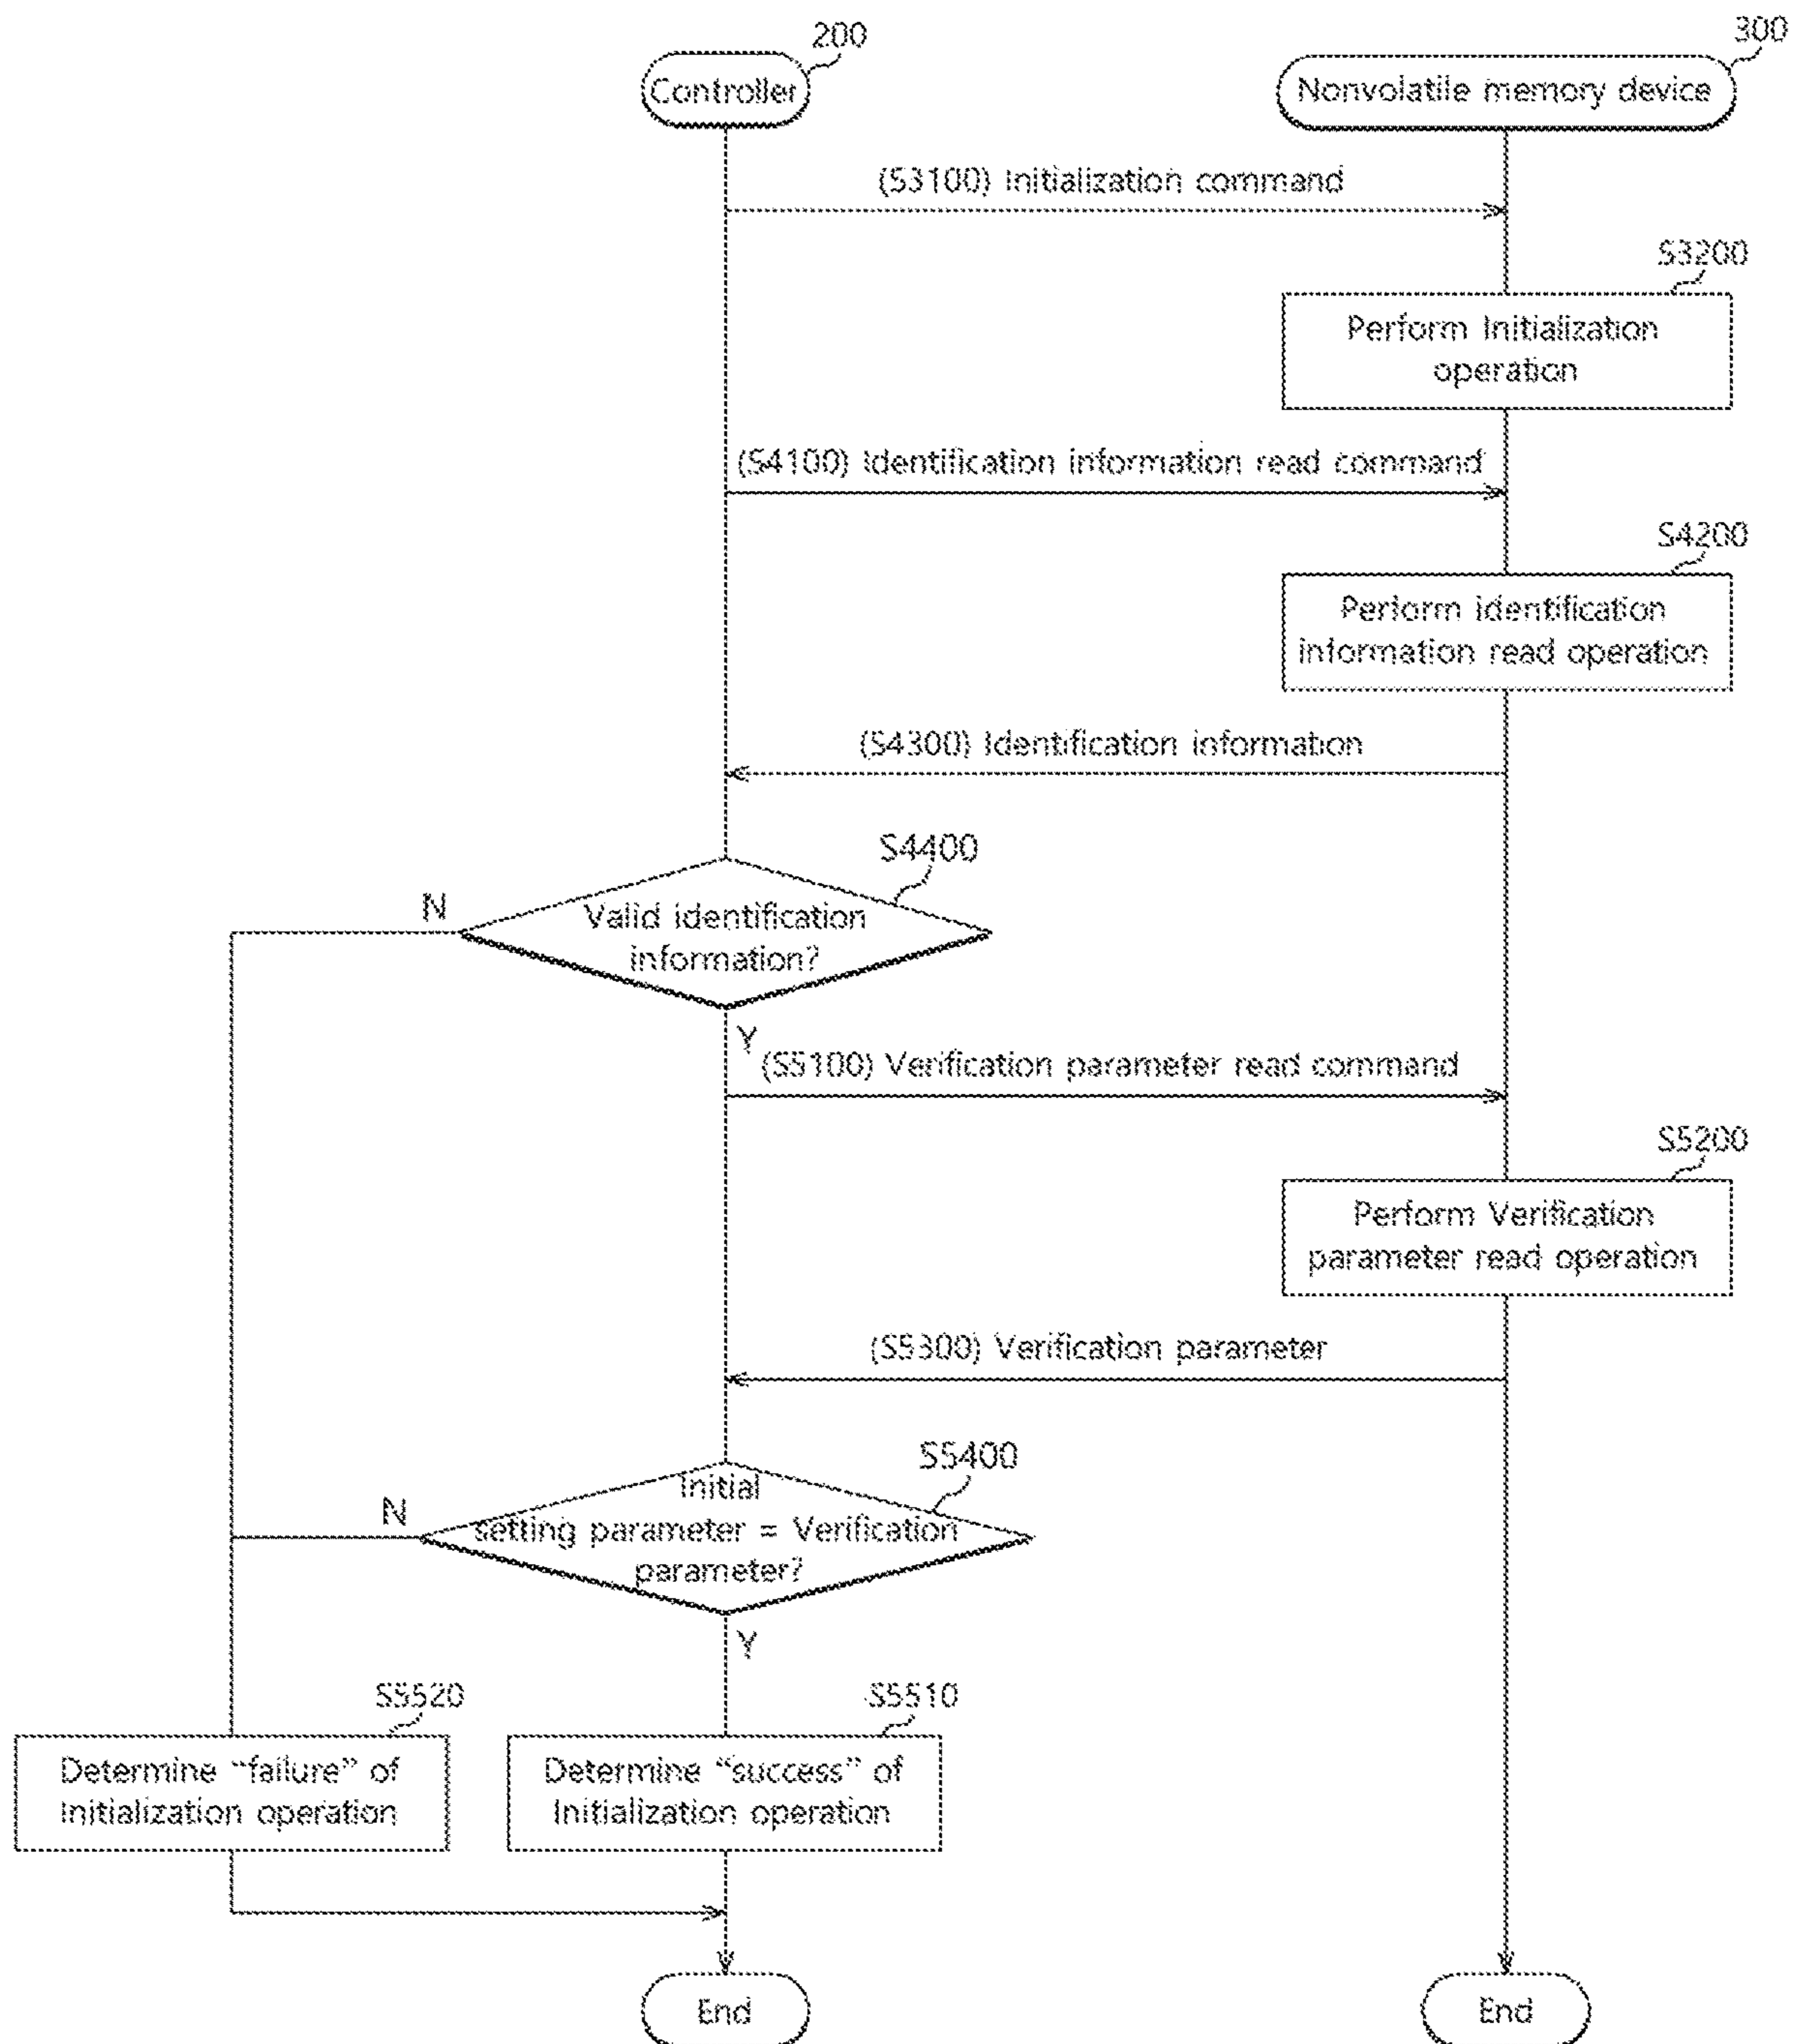 200
300
Controller
Nonvolatile memory device
(S3100) Initialization command
S3200
Perform Initialization
operation
(S4100) Identification information read command
S4200
Perform identification
information read operation
(S4300) Identification information
S4400
N
Valid identification
information?
Y
(S5100) Verification parameter read command
S5200
Perform Verification
parameter read operation
(S5300) Verification parameter
S5400
N
Initial
setting parameter = Verification
parameter?
Y
S5520
S5510
Determine “failure” of
Initialization operation
Determine “success” of
Initialization operation
End
End